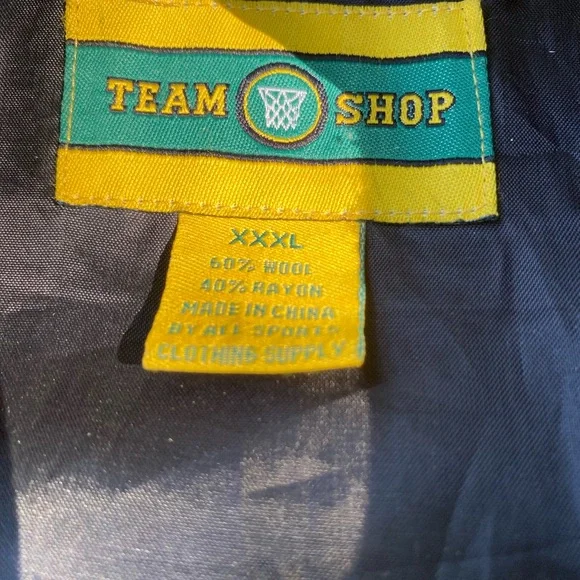 TEAM SHOP
XXXL
60% WOOL
40% RAYON
MADE IN CHINA
BY ALL SPORTS
CLOTHING SUPPLY